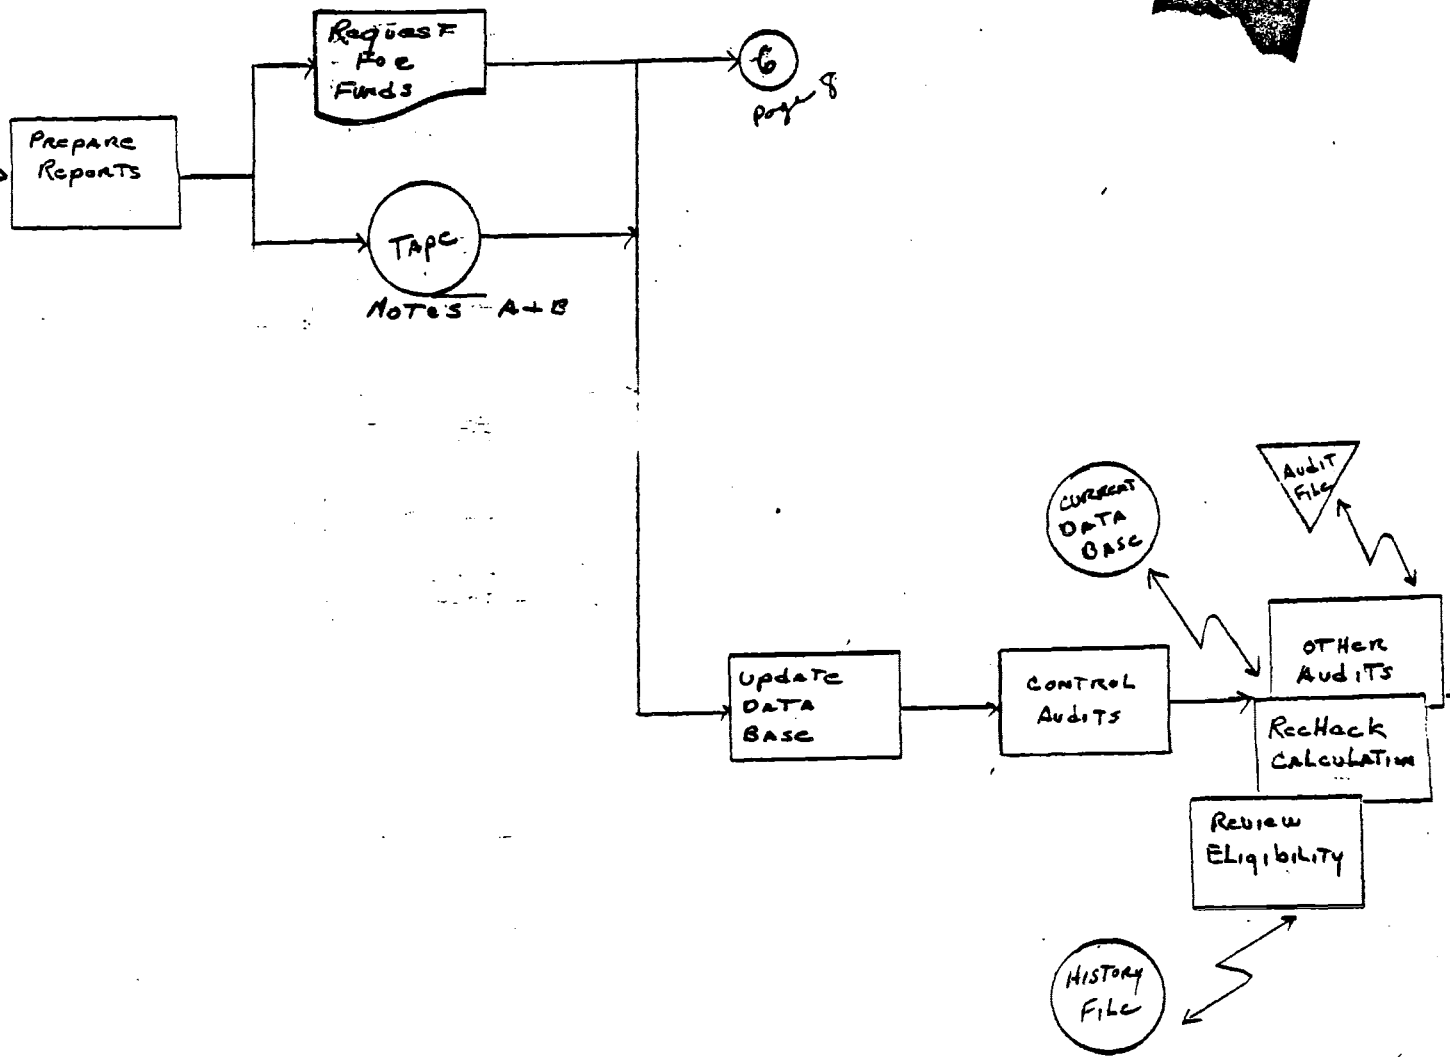 Request
For
Funds
6
page 8
Prepare
Reports
Tape
Notes A+B
Audit
File
Current
Data
Base
Other
Audits
Update
Data
Base
Control
Audits
Recheck
Calculation
Review
Eligibility
History
File